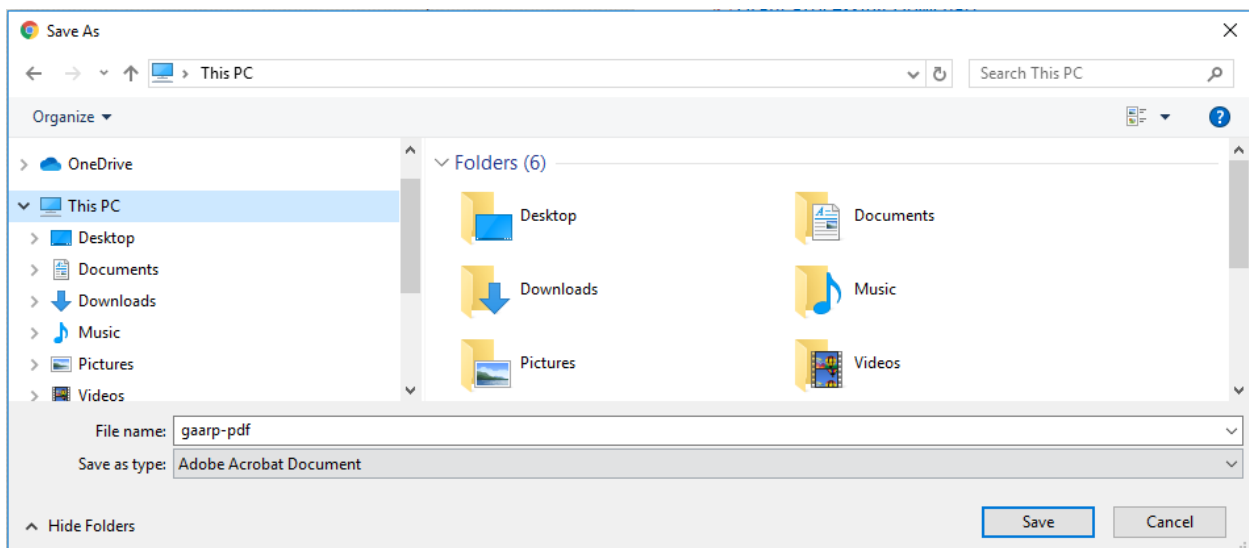 Save As
This PC
Search This PC
Organize
OneDrive
Folders (6)
This PC
Desktop
Documents
Desktop
Documents
Downloads
Downloads
Music
Music
Pictures
Pictures
Videos
Videos
File name: gaarp-pdf
Save as type: Adobe Acrobat Document
Hide Folders
Save
Cancel